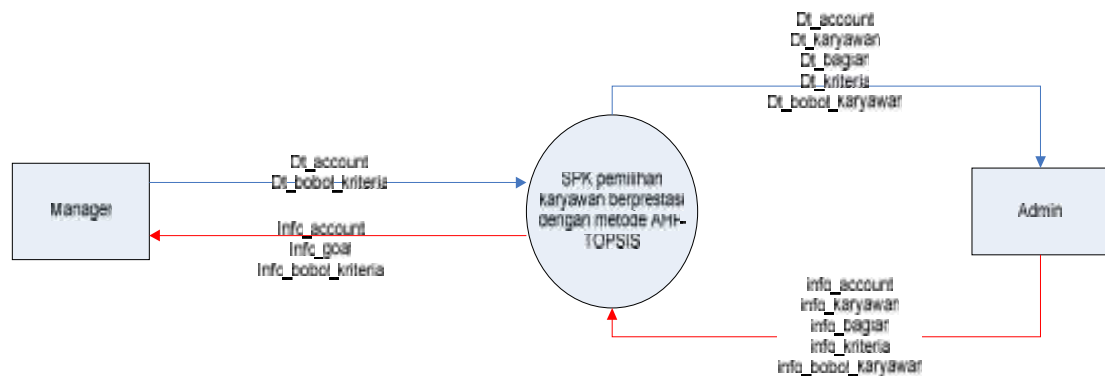 Dt_account
Dt_karyawan
Dt_bagian
Dt_kriteria
Dt_bobot_karyawan
Dt_account
Dt_bobot_kriteria
Manager
SPK pemilihan
karyawan berprestasi
dengan metode AHP-
TOPSIS
Admin
Info_account
Info_goal
Info_bobot_kriteria
info_account
info_karyawan
info_bagian
info_kriteria
info_bobot_karyawan